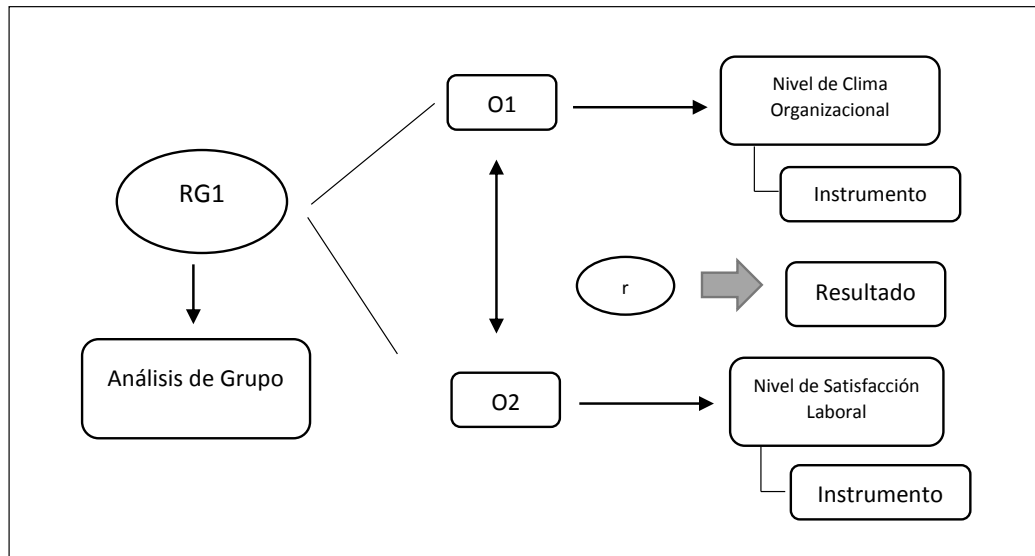 O1
Nivel de Clima
Organizacional
RG1
Instrumento
r
Resultado
Análisis de Grupo
O2
Nivel de Satisfacción
Laboral
Instrumento